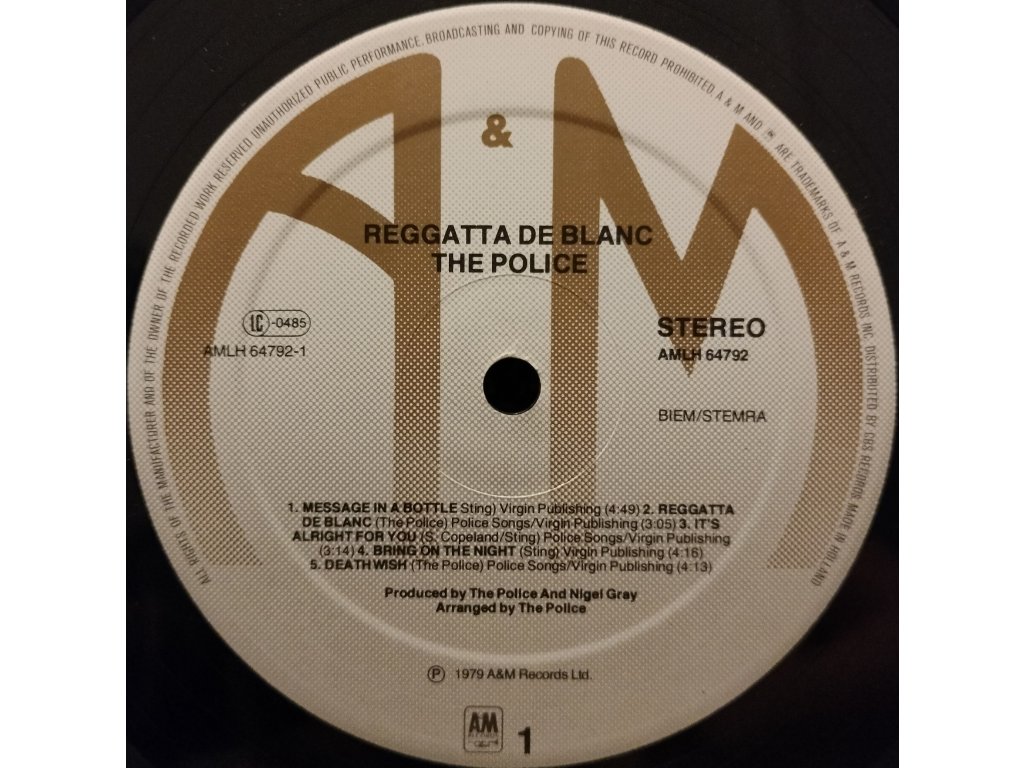 ALL RIGHTS OF THE MANUFACTURER AND OF THE OWNER OF THE RECORDED WORK RESERVED UNAUTHORIZED PUBLIC PERFORMANCE, BROADCASTING AND COPYING OF THIS RECORD PROHIBITED. A & M AND ARE TRADEMARKS OF A & M RECORDS INC. DISTRIBUTED BY CBS RECORDS. MADE IN HOLLAND
A & M
REGGATTA DE BLANC
THE POLICE
1C-0485
AMLH 64792-1
STEREO
AMLH 64792
BIEM/STEMRA
1. MESSAGE IN A BOTTLE Sting) Virgin Publishing (4:49) 2. REGGATTA
DE BLANC (The Police) Police Songs/Virgin Publishing (3:05) 3. IT'S
ALRIGHT FOR YOU (S. Copeland/Sting) Police Songs/Virgin Publishing
(3:14) 4. BRING ON THE NIGHT (Sting) Virgin Publishing (4:16)
5. DEATHWISH (The Police) Police Songs/Virgin Publishing (4:13)
Produced by The Police And Nigel Gray
Arranged by The Police
Ⓟ 1979 A&M Records Ltd.
AM
RECORDS
1